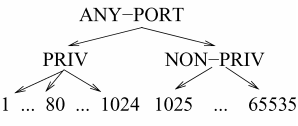 ANY−PORT
PRIV NON−PRIV
1 ... 80 ... 1024 1025 ... 65535